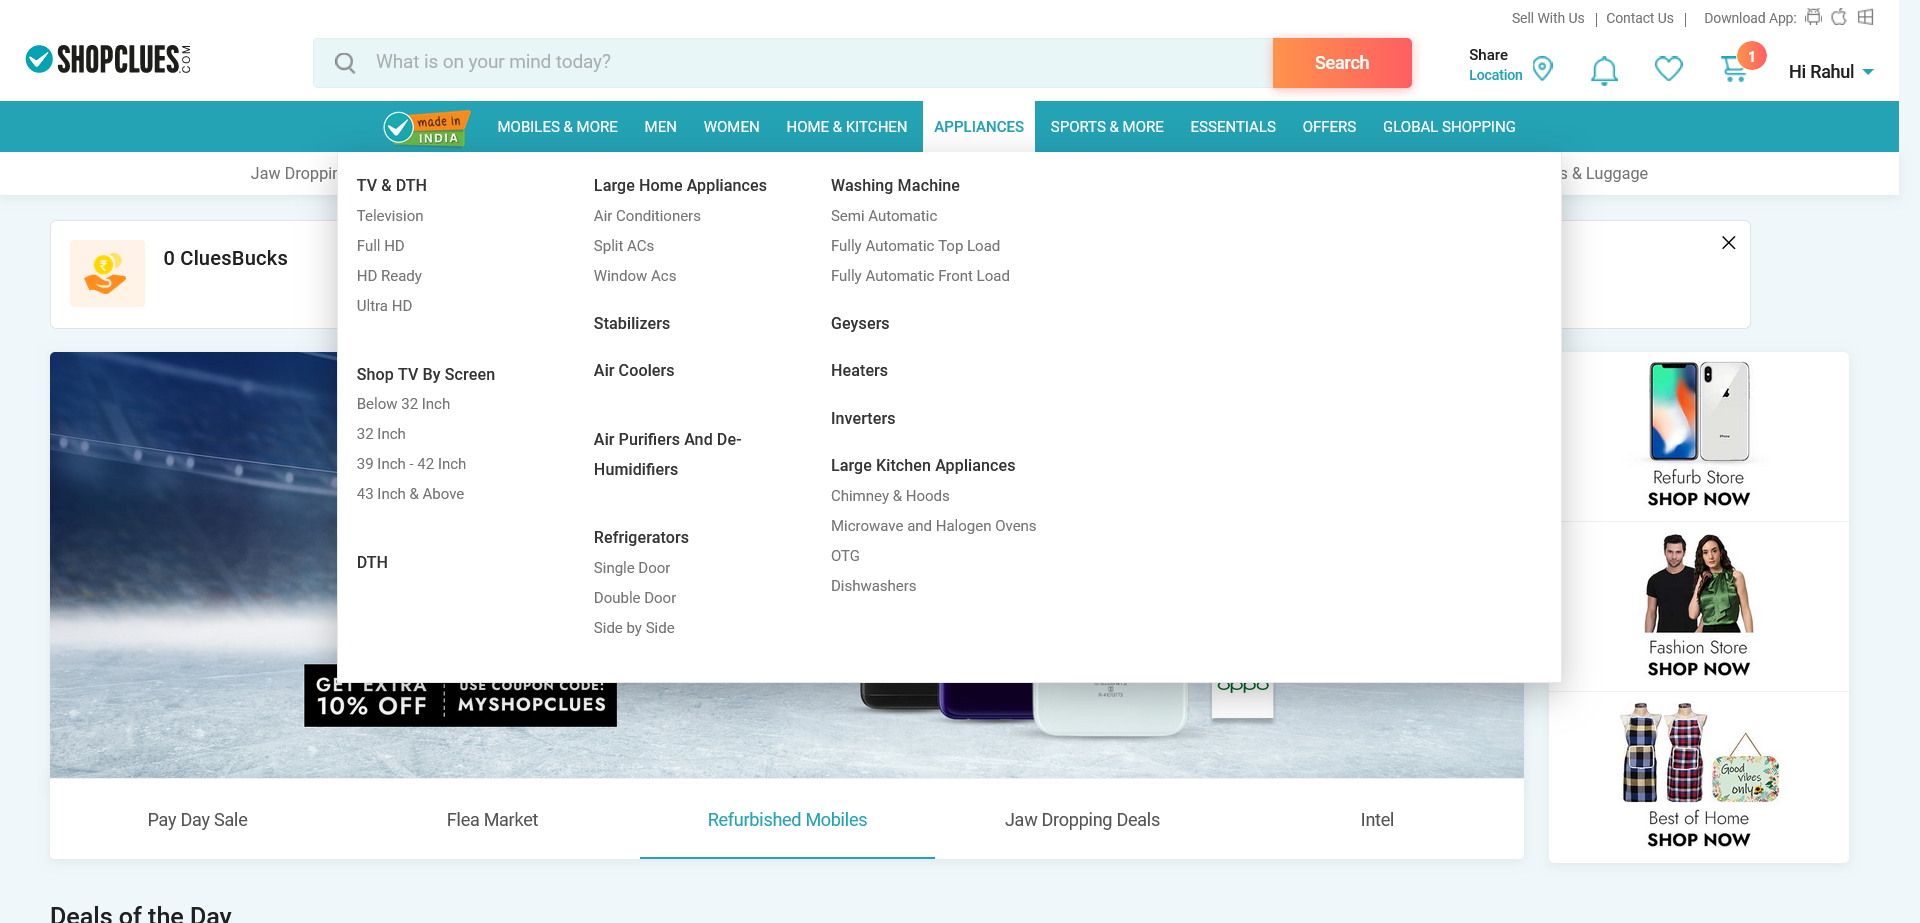 Sell With Us | Contact Us | Download App:
SHOPCLUES.COM
What is on your mind today?
Search
Share
Location
1
Hi Rahul
made in
INDIA
MOBILES & MORE
MEN
WOMEN
HOME & KITCHEN
APPLIANCES
SPORTS & MORE
ESSENTIALS
OFFERS
GLOBAL SHOPPING
Jaw Droppin
s & Luggage
0 CluesBucks
TV & DTH
Television
Full HD
HD Ready
Ultra HD
Shop TV By Screen
Below 32 Inch
32 Inch
39 Inch - 42 Inch
43 Inch & Above
DTH
Large Home Appliances
Air Conditioners
Split ACs
Window Acs
Stabilizers
Air Coolers
Air Purifiers And De-
Humidifiers
Refrigerators
Single Door
Double Door
Side by Side
Washing Machine
Semi Automatic
Fully Automatic Top Load
Fully Automatic Front Load
Geysers
Heaters
Inverters
Large Kitchen Appliances
Chimney & Hoods
Microwave and Halogen Ovens
OTG
Dishwashers
GET EXTRA
10% OFF
USE COUPON CODE:
MYSHOPCLUES
oppo
iPhone
Refurb Store
SHOP NOW
Fashion Store
SHOP NOW
Good
vibes
only
Best of Home
SHOP NOW
Pay Day Sale
Flea Market
Refurbished Mobiles
Jaw Dropping Deals
Intel
Deals of the Day